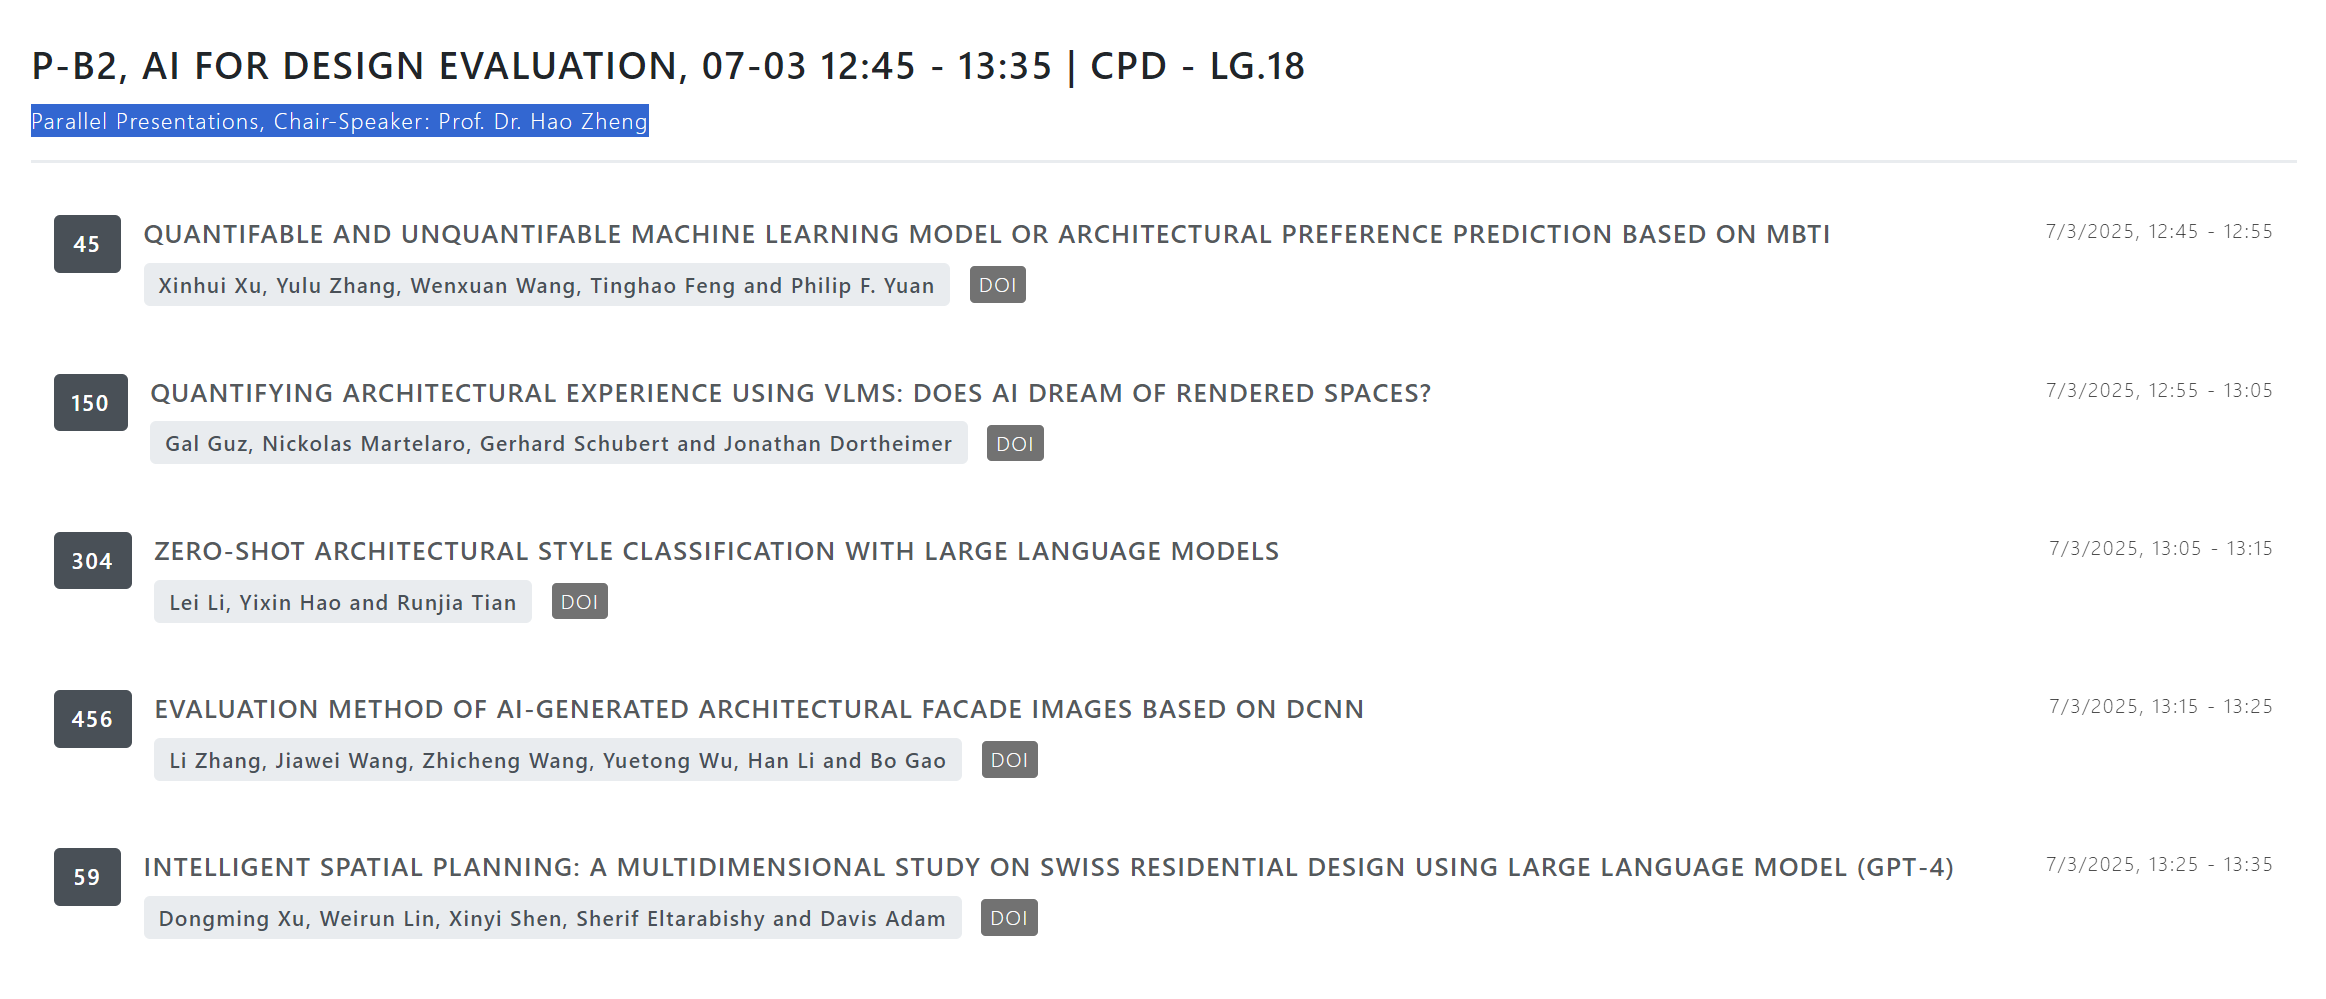 P-B2, AI FOR DESIGN EVALUATION, 07-03 12:45 - 13:35 | CPD - LG.18
Parallel Presentations, Chair-Speaker: Prof. Dr. Hao Zheng
45 QUANTIFABLE AND UNQUANTIFABLE MACHINE LEARNING MODEL OR ARCHITECTURAL PREFERENCE PREDICTION BASED ON MBTI 7/3/2025, 12:45 - 12:55
Xinhui Xu, Yulu Zhang, Wenxuan Wang, Tinghao Feng and Philip F. Yuan DOI
150 QUANTIFYING ARCHITECTURAL EXPERIENCE USING VLMS: DOES AI DREAM OF RENDERED SPACES? 7/3/2025, 12:55 - 13:05
Gal Guz, Nickolas Martelaro, Gerhard Schubert and Jonathan Dortheimer DOI
304 ZERO-SHOT ARCHITECTURAL STYLE CLASSIFICATION WITH LARGE LANGUAGE MODELS 7/3/2025, 13:05 - 13:15
Lei Li, Yixin Hao and Runjia Tian DOI
456 EVALUATION METHOD OF AI-GENERATED ARCHITECTURAL FACADE IMAGES BASED ON DCNN 7/3/2025, 13:15 - 13:25
Li Zhang, Jiawei Wang, Zhicheng Wang, Yuetong Wu, Han Li and Bo Gao DOI
59 INTELLIGENT SPATIAL PLANNING: A MULTIDIMENSIONAL STUDY ON SWISS RESIDENTIAL DESIGN USING LARGE LANGUAGE MODEL (GPT-4) 7/3/2025, 13:25 - 13:35
Dongming Xu, Weirun Lin, Xinyi Shen, Sherif Eltarabishy and Davis Adam DOI